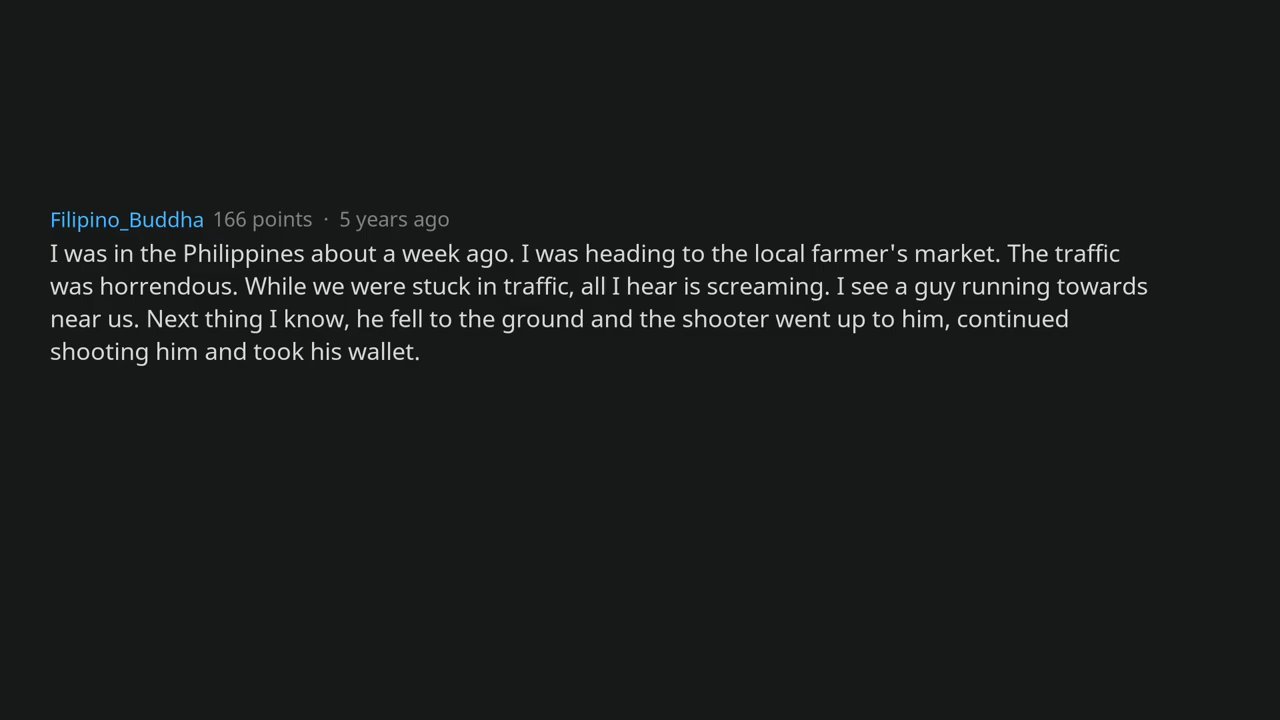 Filipino_Buddha 166 points · 5 years ago
I was in the Philippines about a week ago. I was heading to the local farmer's market. The traffic
was horrendous. While we were stuck in traffic, all I hear is screaming. I see a guy running towards
near us. Next thing I know, he fell to the ground and the shooter went up to him, continued
shooting him and took his wallet.